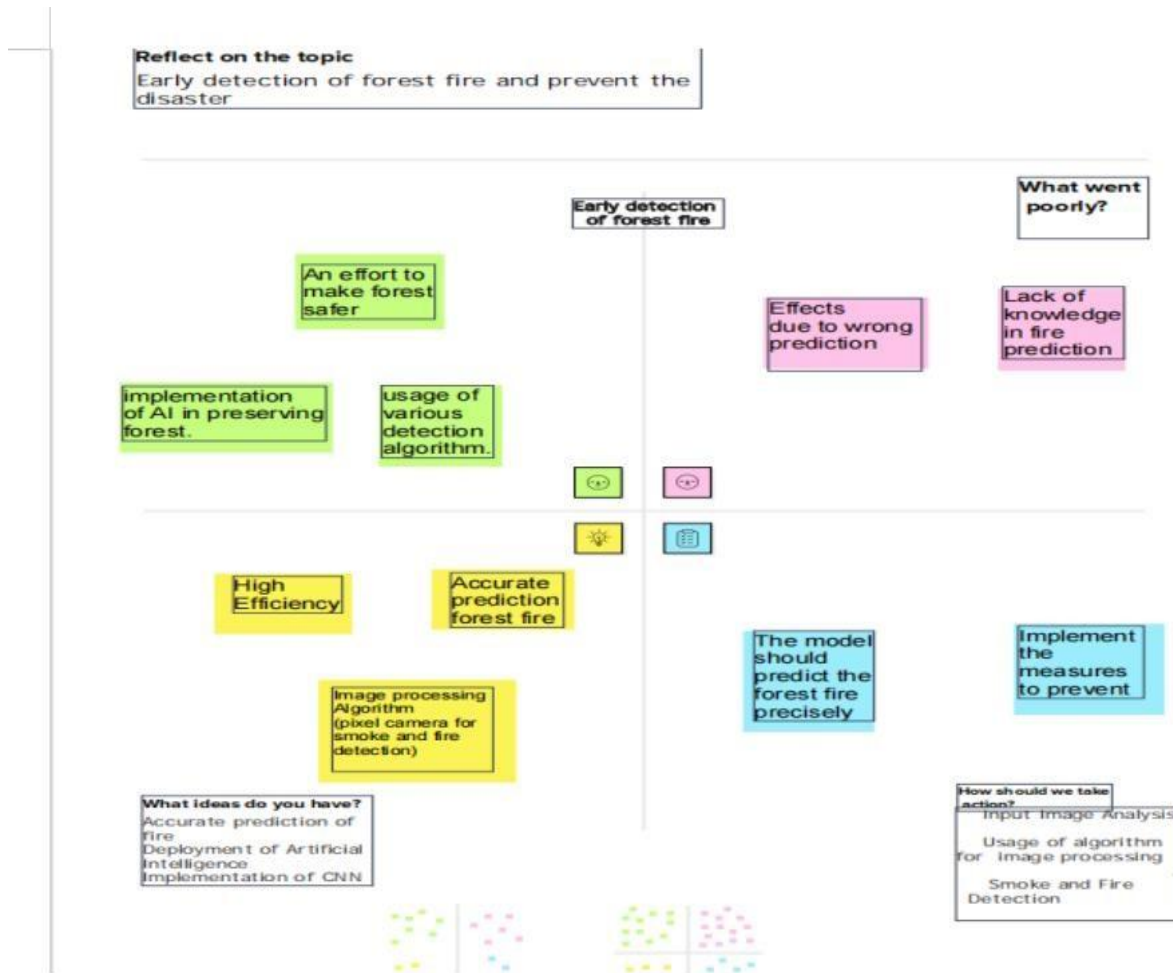 Reflect on the topic
Early detection of forest fire and prevent the
disaster
Early detection
of forest fire
What went
poorly?
An effort to
make forest
safer
implementation
of AI in preserving
forest.
usage of
various
detection
algorithm.
Effects
due to wrong
prediction
Lack of
knowledge
in fire
prediction
High
Efficiency
Accurate
prediction
forest fire
Image processing
Algorithm
(pixel camera for
smoke and fire
detection)
The model
should
predict the
forest fire
precisely
Implement
the
measures
to prevent
What ideas do you have?
Accurate prediction of
fire
Deployment of Artificial
Intelligence
Implementation of CNN
How should we take
action?
Input Image Analysis
Usage of algorithm
for image processing
Smoke and Fire
Detection